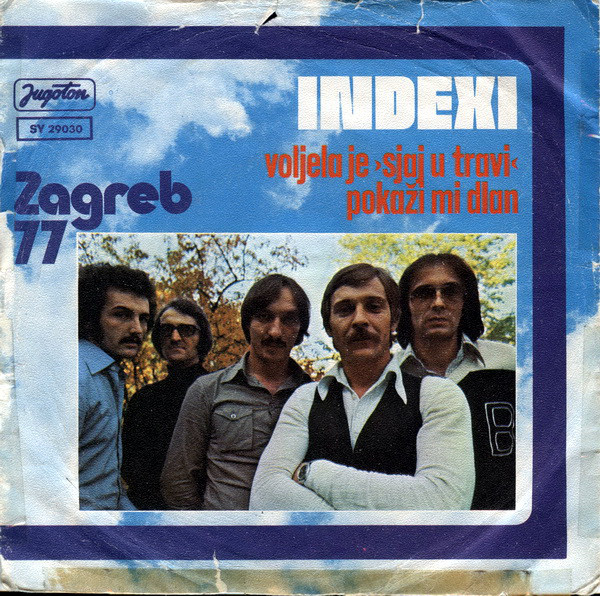 Jugoton
SY 29030
INDEXI
voljela je ›sjaj u travi‹
pokaži mi dlan
Zagreb
77
B